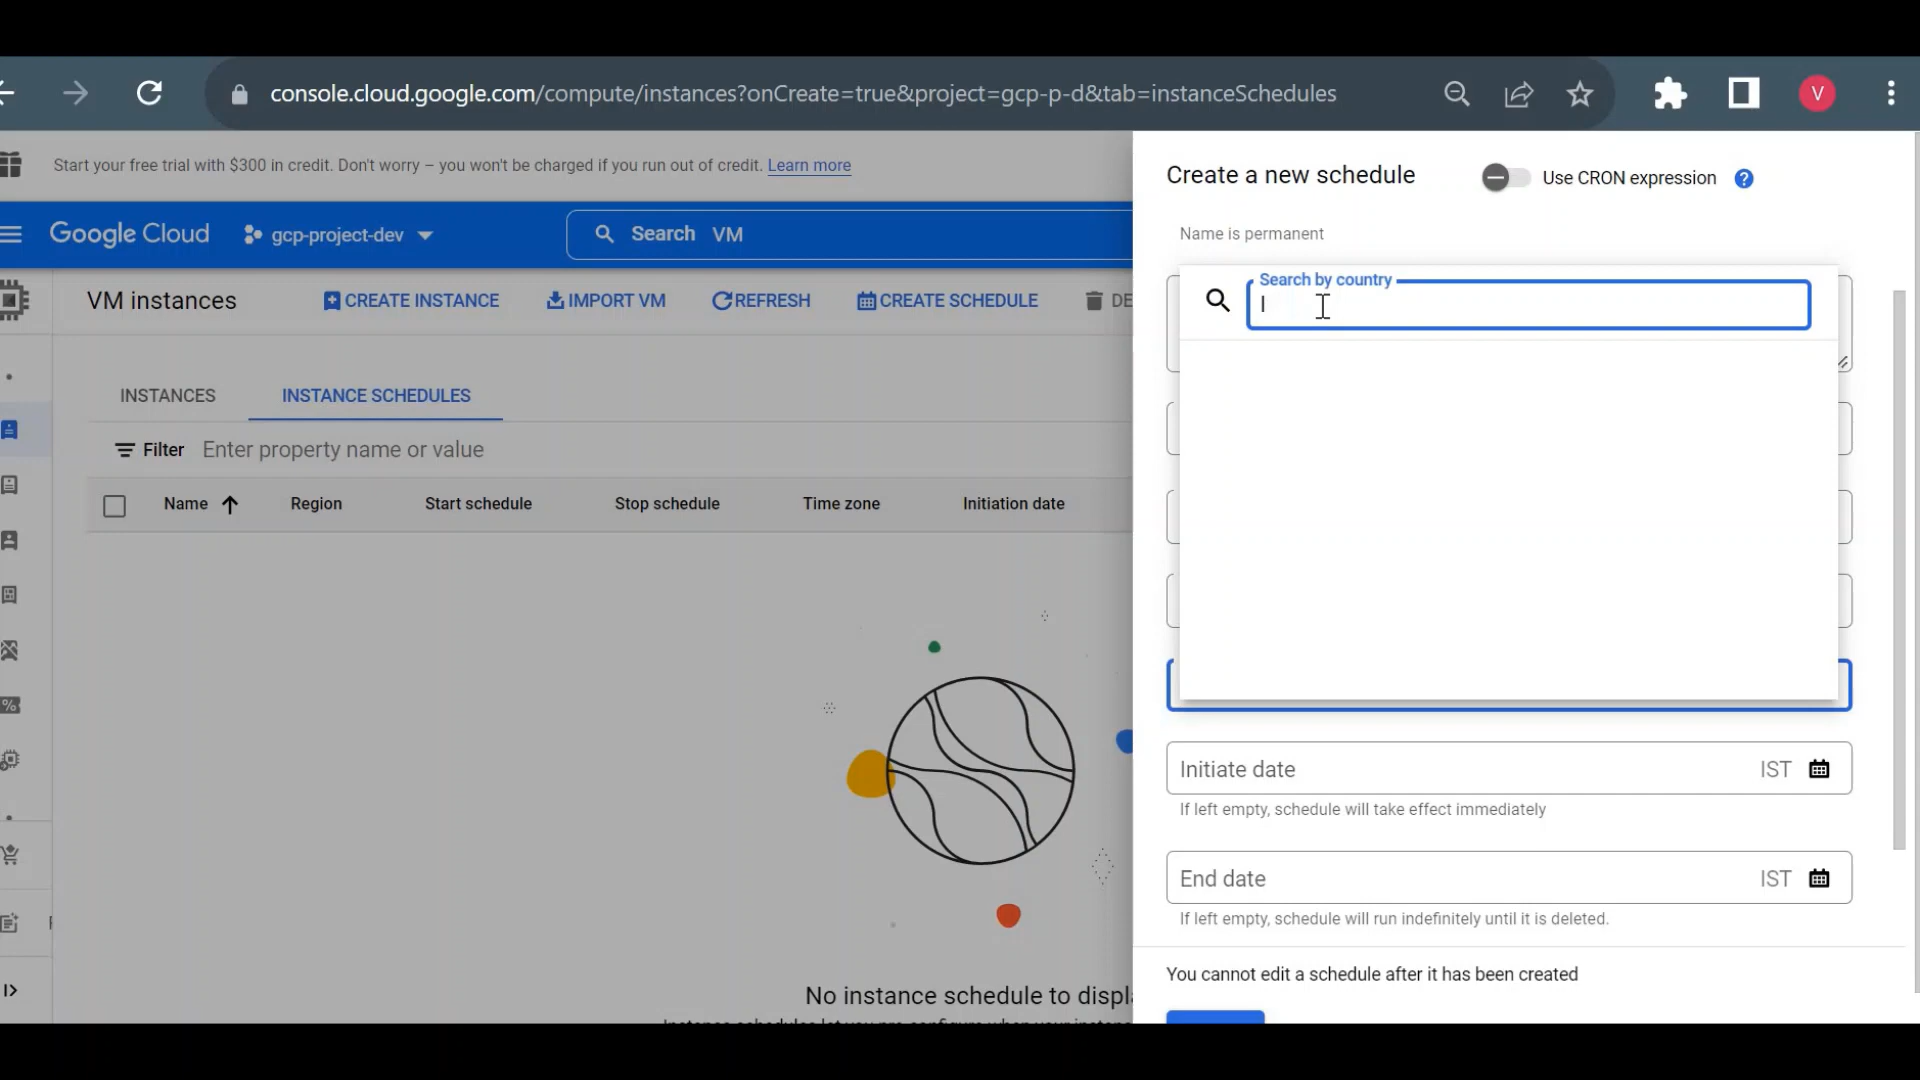 console.cloud.google.com/compute/instances?onCreate=true&project=gcp-p-d&tab=instanceSchedules
V
Start your free trial with $300 in credit. Don't worry – you won't be charged if you run out of credit. Learn more
Google Cloud
gcp-project-dev
Search VM
VM instances
CREATE INSTANCE
IMPORT VM
REFRESH
CREATE SCHEDULE
DE
INSTANCES
INSTANCE SCHEDULES
Filter
Enter property name or value
Name
Region
Start schedule
Stop schedule
Time zone
Initiation date
No instance schedule to displ
Create a new schedule
Use CRON expression
Name is permanent
Search by country
Initiate date
IST
If left empty, schedule will take effect immediately
End date
IST
If left empty, schedule will run indefinitely until it is deleted.
You cannot edit a schedule after it has been created